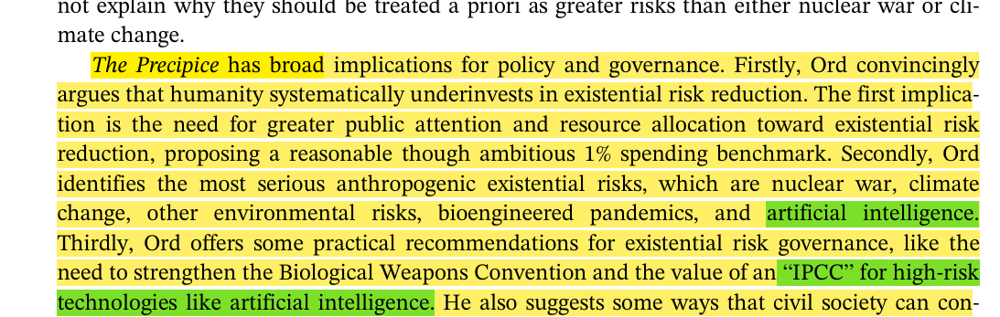 not explain why they should be treated a priori as greater risks than either nuclear war or cli-
mate change.
The Precipice has broad implications for policy and governance. Firstly, Ord convincingly
argues that humanity systematically underinvests in existential risk reduction. The first implica-
tion is the need for greater public attention and resource allocation toward existential risk
reduction, proposing a reasonable though ambitious 1% spending benchmark. Secondly, Ord
identifies the most serious anthropogenic existential risks, which are nuclear war, climate
change, other environmental risks, bioengineered pandemics, and artificial intelligence.
Thirdly, Ord offers some practical recommendations for existential risk governance, like the
need to strengthen the Biological Weapons Convention and the value of an “IPCC” for high-risk
technologies like artificial intelligence. He also suggests some ways that civil society can con-